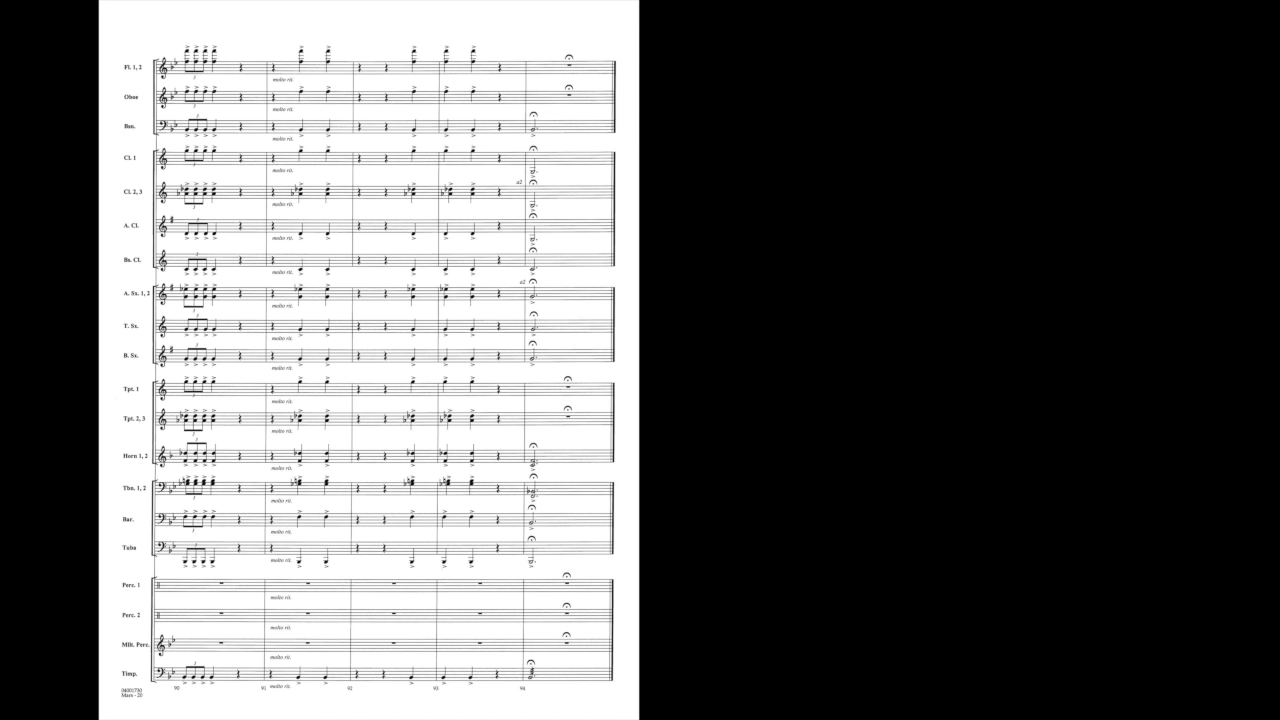 Fl. 1, 2
molto rit.
Oboe
molto rit.
Bsn.
molto rit.
Cl. 1
molto rit.
Cl. 2, 3
a2
molto rit.
A. Cl.
molto rit.
Bs. Cl.
molto rit.
A. Sx. 1, 2
a2
molto rit.
T. Sx.
molto rit.
B. Sx.
molto rit.
Tpt. 1
molto rit.
Tpt. 2, 3
molto rit.
Horn 1, 2
molto rit.
Tbn. 1, 2
molto rit.
Bar.
molto rit.
Tuba
molto rit.
Perc. 1
molto rit.
Perc. 2
molto rit.
Mlt. Perc.
molto rit.
Timp.
molto rit.
90 91 92 93 94
04001730
Mars - 20